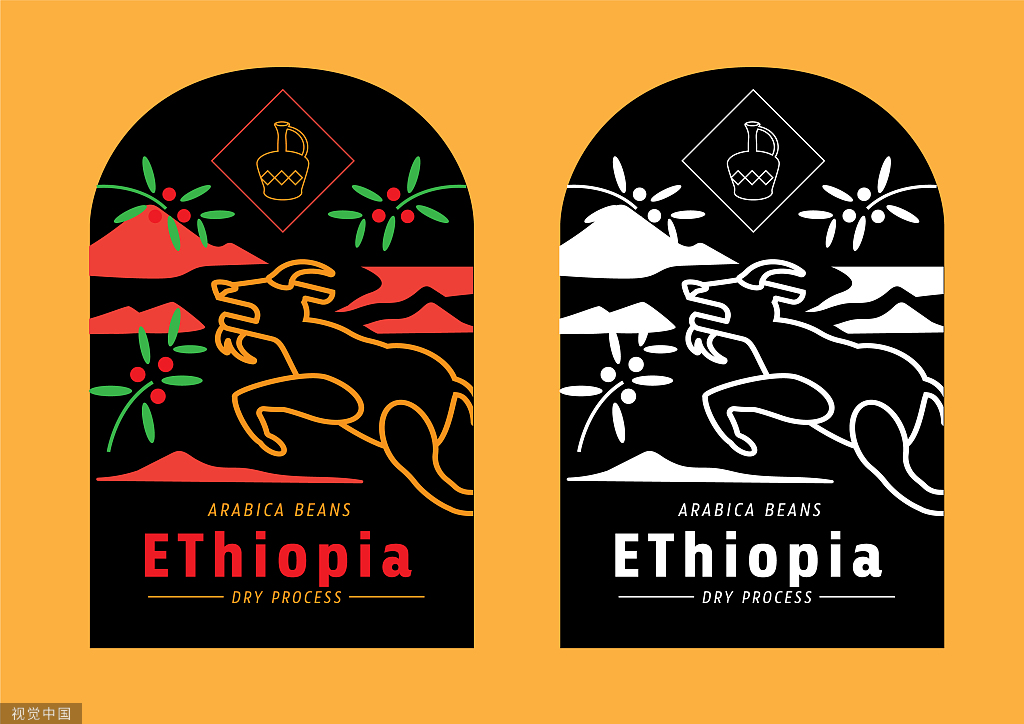 ARABICA BEANS
EThiopia
DRY PROCESS
ARABICA BEANS
EThiopia
DRY PROCESS
视觉中国